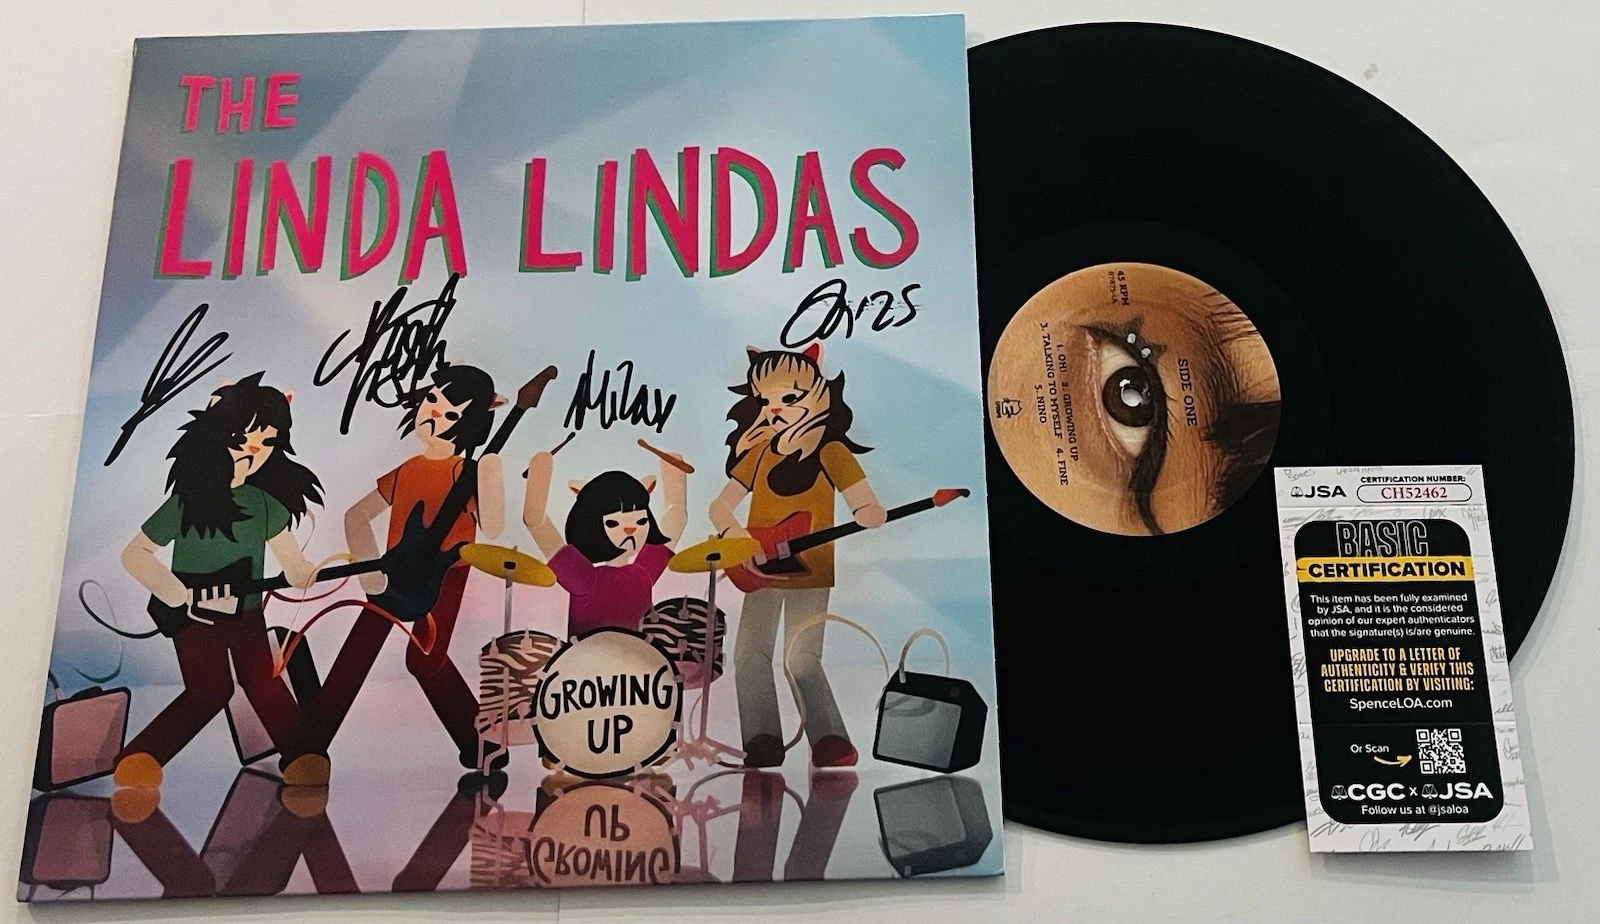 THE
LINDA LINDAS
Milav
GROWING
UP
45 RPM
87875-1A
SIDE ONE
1. OH! 2. GROWING UP
3. TALKING TO MYSELF 4. FINE
5. NINO
JSA
CERTIFICATION NUMBER:
CH52462
BASIC
CERTIFICATION
This item has been fully examined
by JSA, and it is the considered
opinion of our expert authenticators
that the signature(s) is/are genuine.
UPGRADE TO A LETTER OF
AUTHENTICITY & VERIFY THIS
CERTIFICATION BY VISITING:
SpenceLOA.com
Or Scan
CGC x JSA
Follow us at @jsaloa